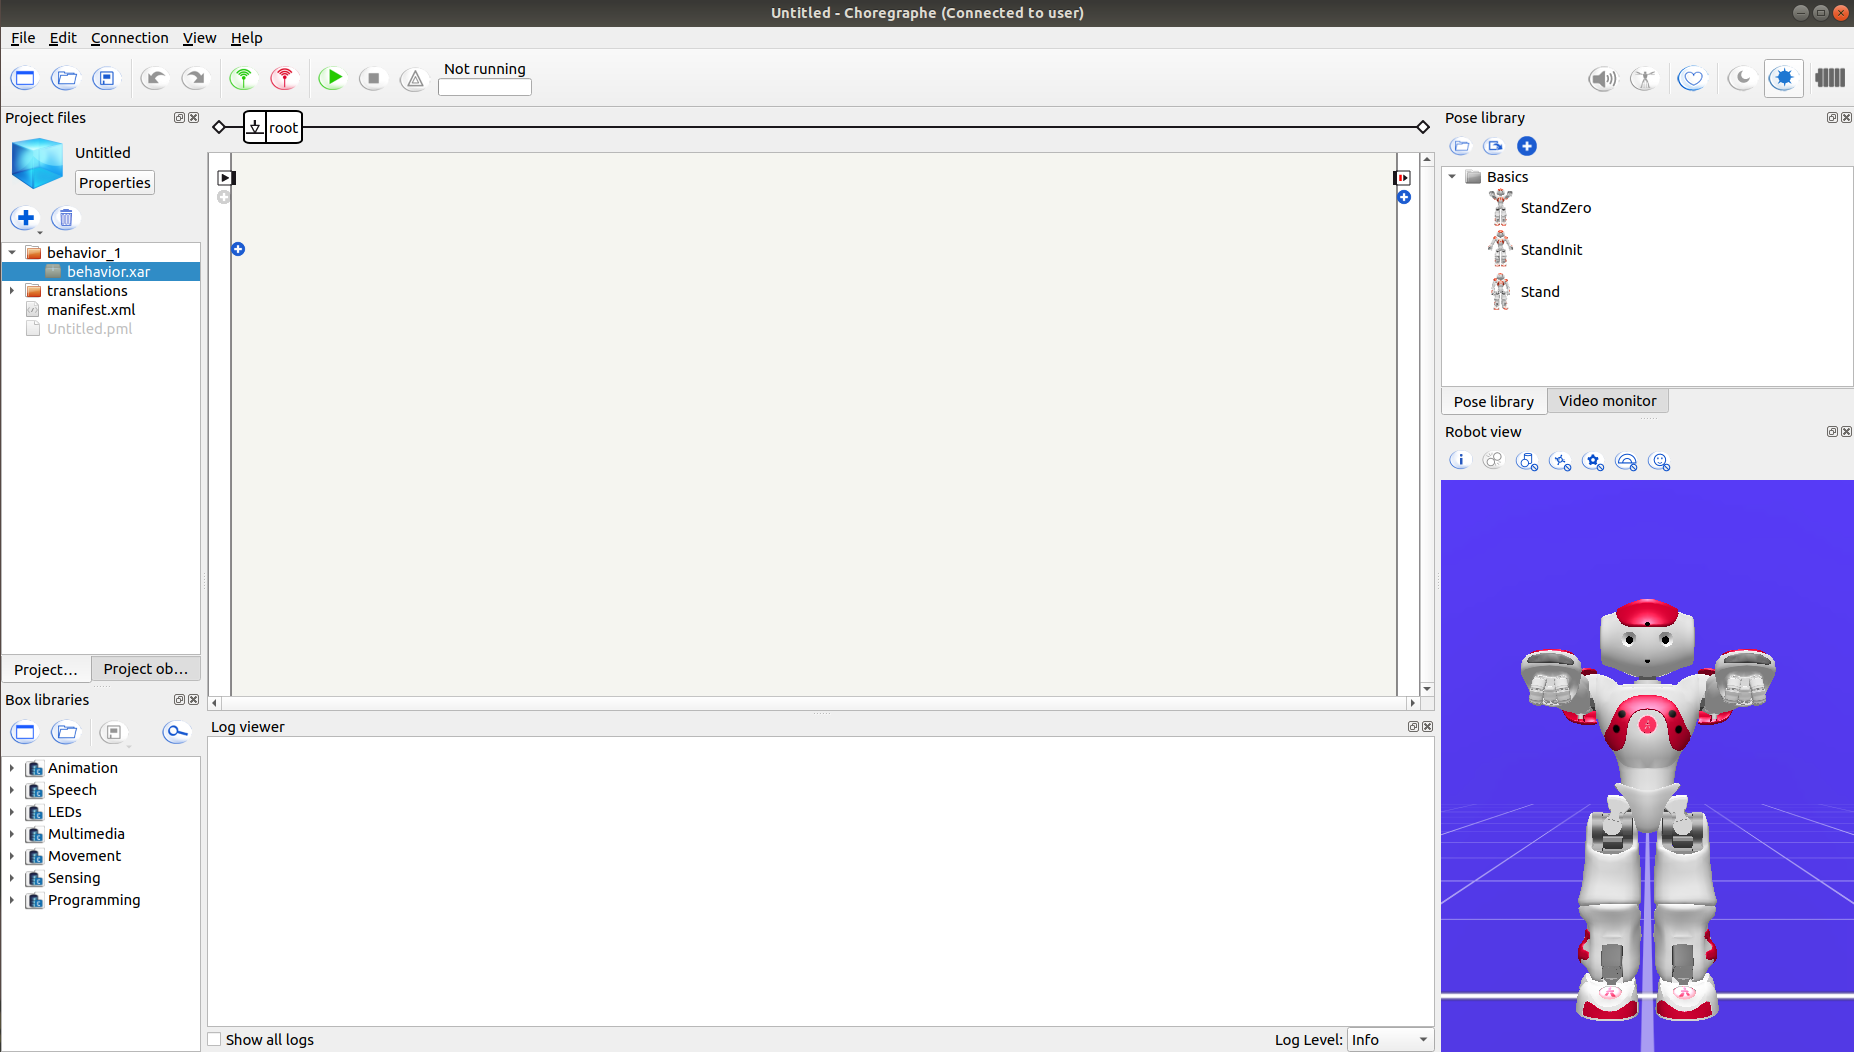 Untitled - Choregraphe (Connected to user)
File Edit Connection View Help
Not running
Project files
Untitled
Properties
behavior_1
behavior.xar
translations
manifest.xml
Untitled.pml
Project...
Project ob...
Box libraries
Animation
Speech
LEDs
Multimedia
Movement
Sensing
Programming
root
Log viewer
Show all logs
Log Level: Info
Pose library
Basics
StandZero
StandInit
Stand
Pose library
Video monitor
Robot view